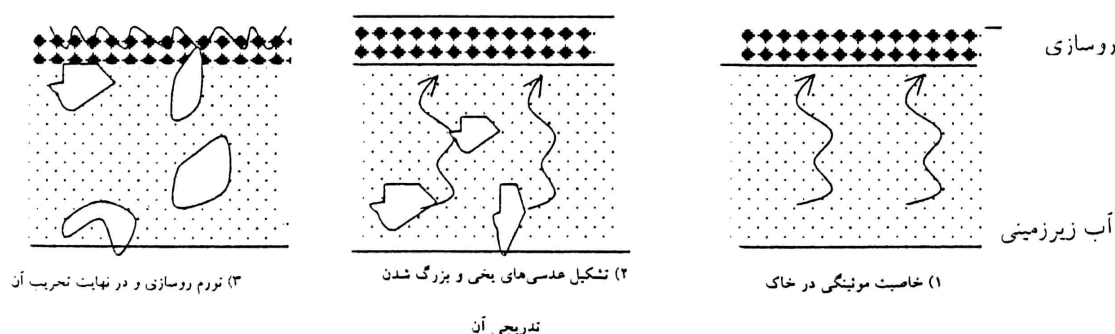 روسازی
آب زیرزمینی
۱) خاصیت موئینگی در خاک
۲) تشکیل عدسی‌های یخی و بزرگ شدن
تدریجی آن
۳) تورم روسازی و در نهایت تخریب آن